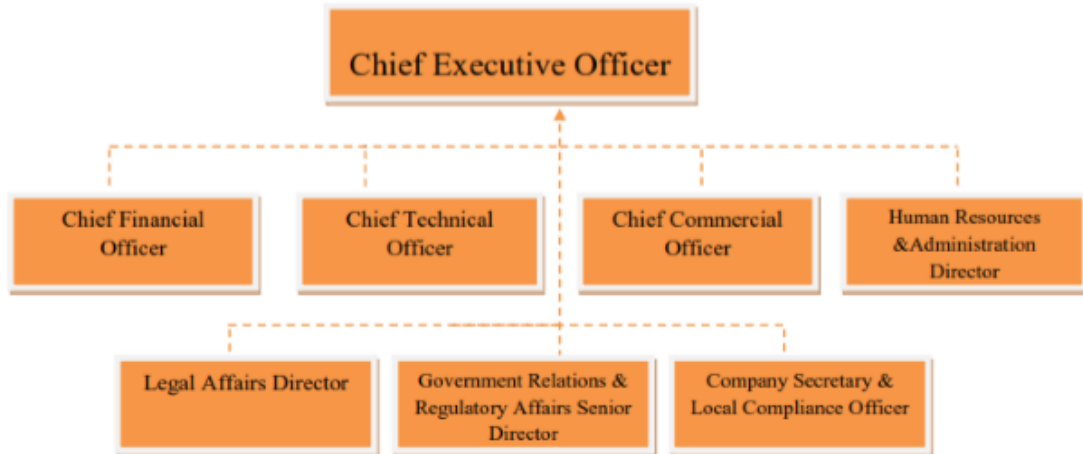 Chief Executive Officer
Chief Financial
Officer
Chief Technical
Officer
Chief Commercial
Officer
Human Resources
&Administration
Director
Legal Affairs Director
Government Relations &
Regulatory Affairs Senior
Director
Company Secretary &
Local Compliance Officer